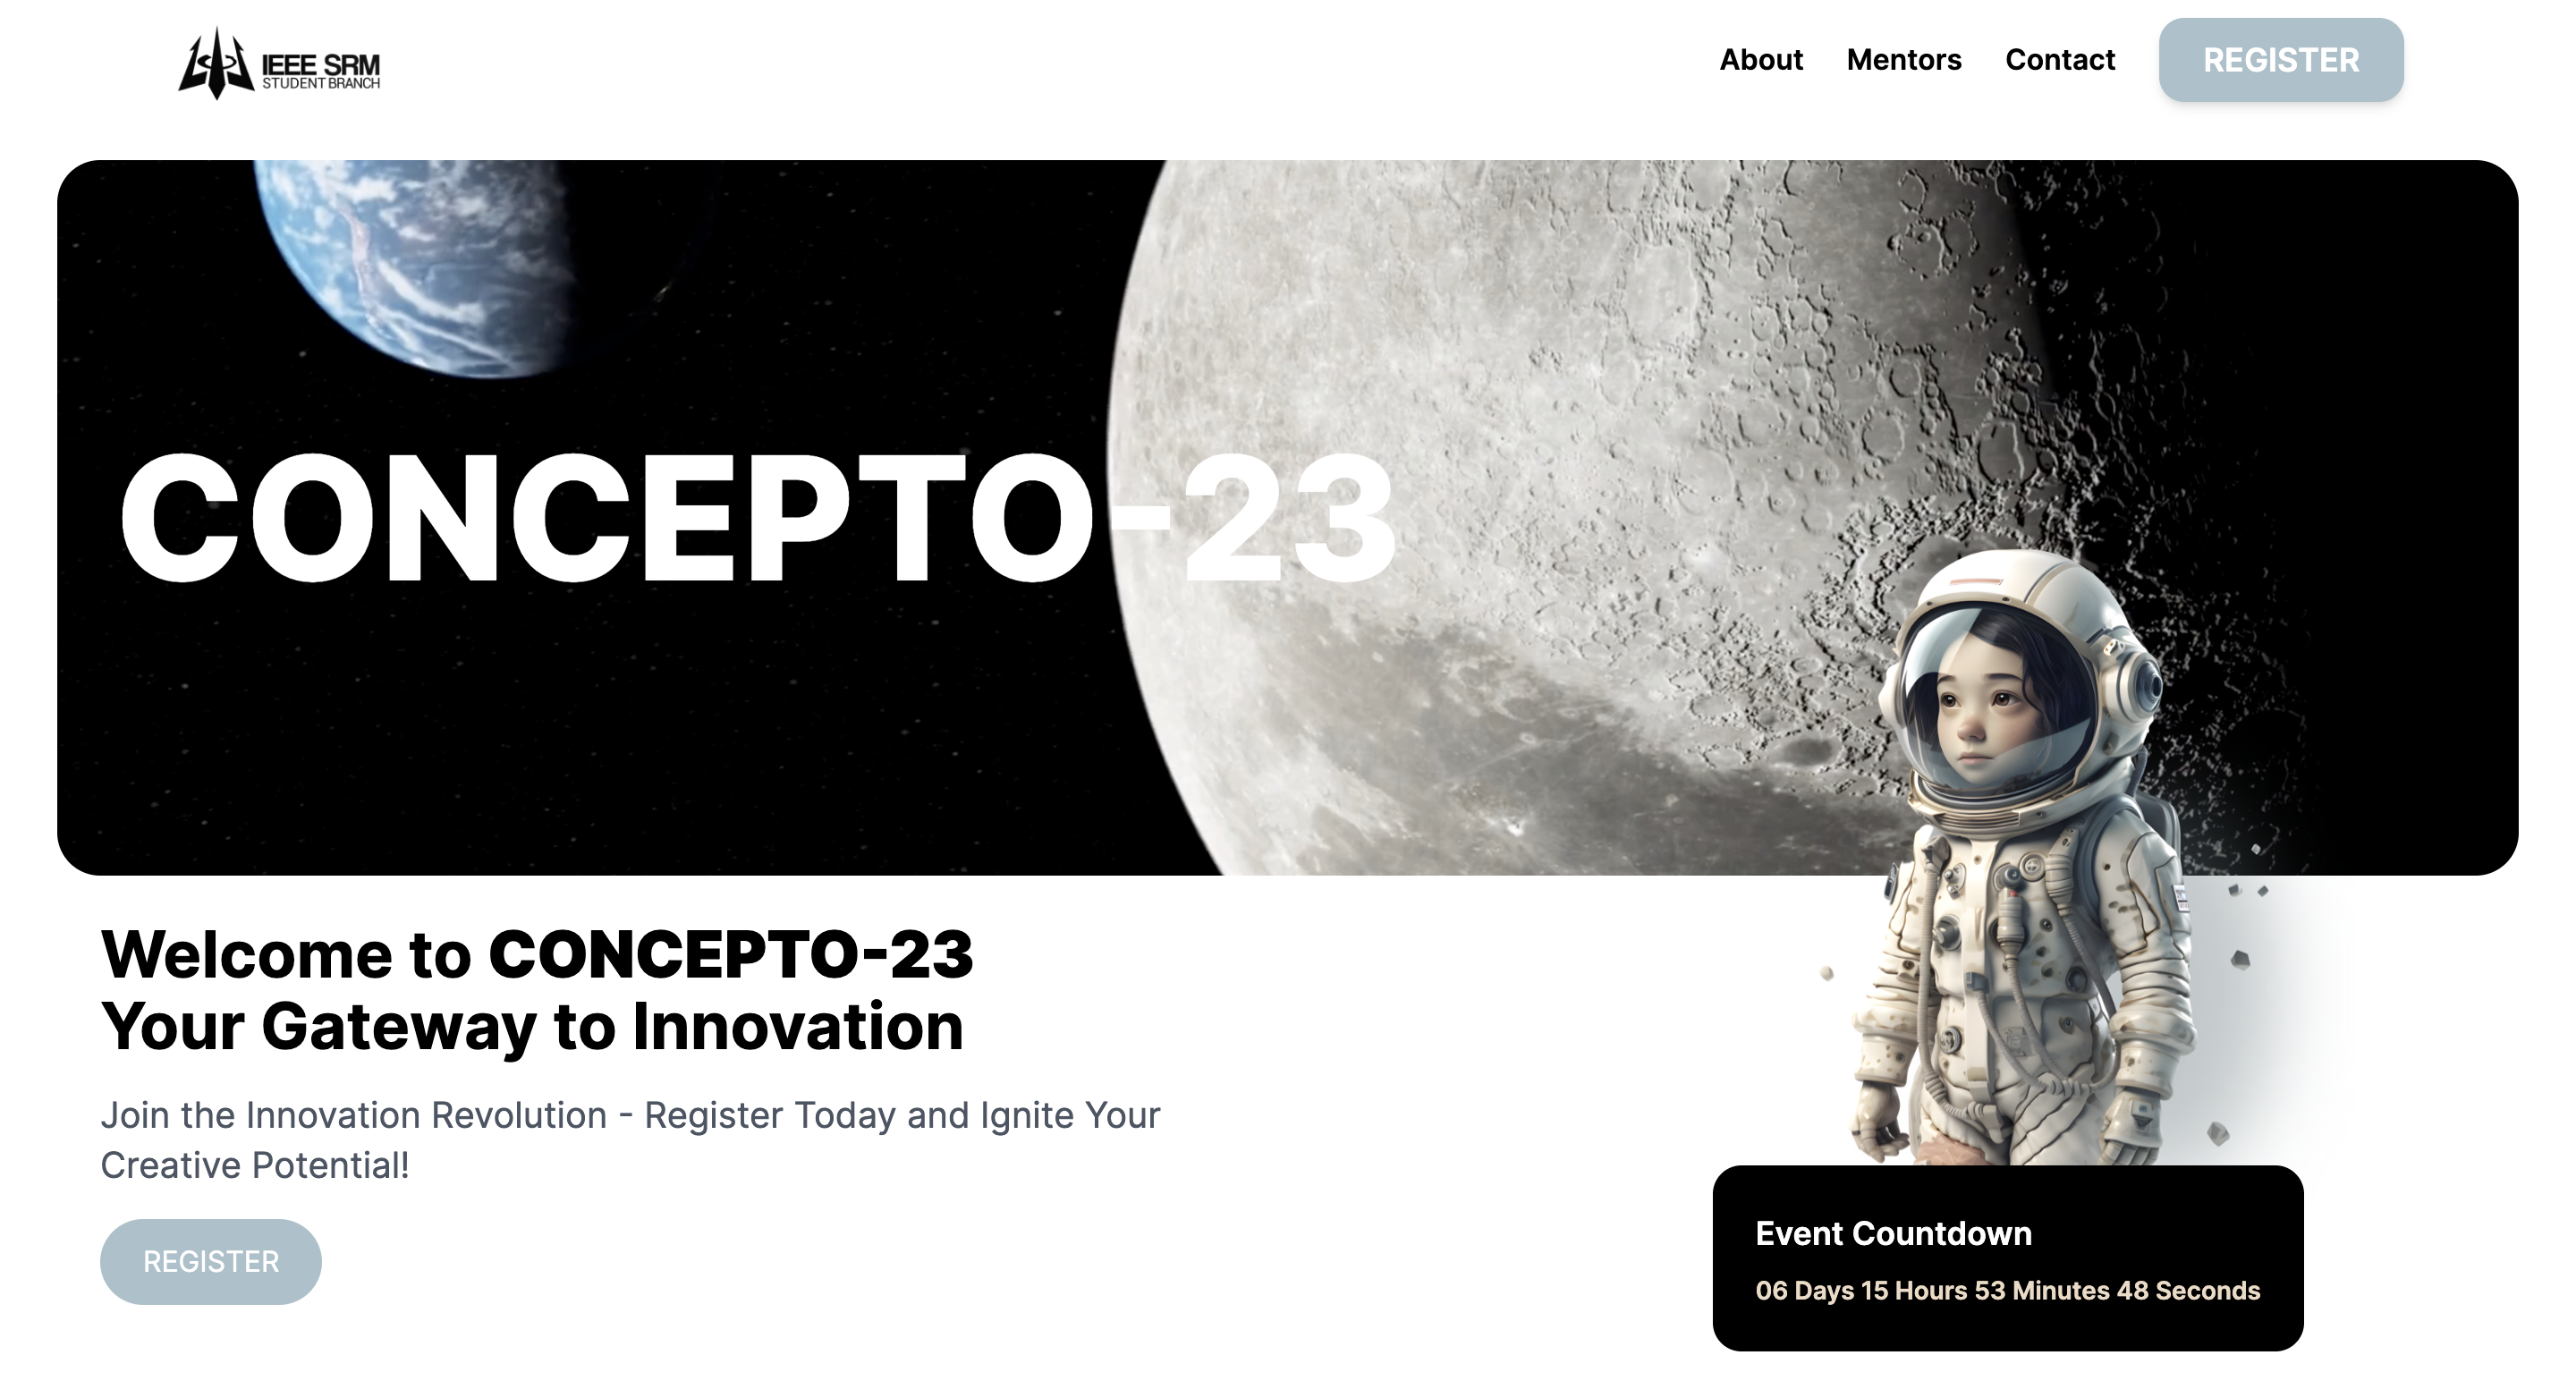 IEEE SRM
STUDENT BRANCH
About Mentors Contact REGISTER
CONCEPTO-23
Welcome to CONCEPTO-23
Your Gateway to Innovation
Join the Innovation Revolution - Register Today and Ignite Your
Creative Potential!
REGISTER
Event Countdown
06 Days 15 Hours 53 Minutes 48 Seconds